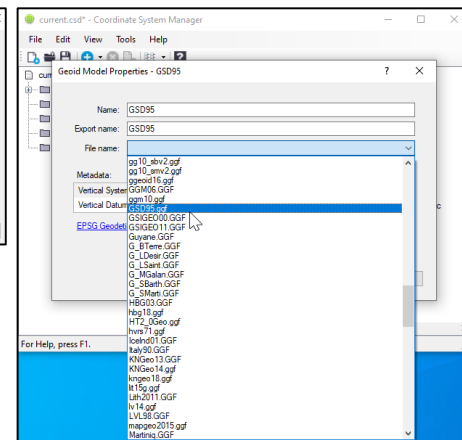 current.csd* - Coordinate System Manager
File Edit View Tools Help
Geoid Model Properties - GSD95
Name: GSD95
Export name: GSD95
File name:
gg10_sbv2.ggf
gg10_smv2.ggf
Metadata:
ggeoid16.ggf
Vertical System
GGM06.GGF
ggm10.ggf
Vertical Datum
GSD95.ggf
GSIGEO00.GGF
EPSG Geodeti
GSIGEO11.GGF
Guyane.GGF
G_BTerre.GGF
G_LDesir.GGF
G_LSaint.GGF
G_MGalan.GGF
G_SBarth.GGF
G_SMarti.GGF
HBG03.GGF
hbg18.ggf
HT2_0Geo.ggf
hvrs71.ggf
For Help, press F1.
IceInd01.GGF
Italy90.GGF
KNGeo13.GGF
KNGeo14.ggf
kngeo18.ggf
lit15g.ggf
Lith2011.GGF
lv14.ggf
LVL98.GGF
mapgeo2015.ggf
Martiniq.GGF